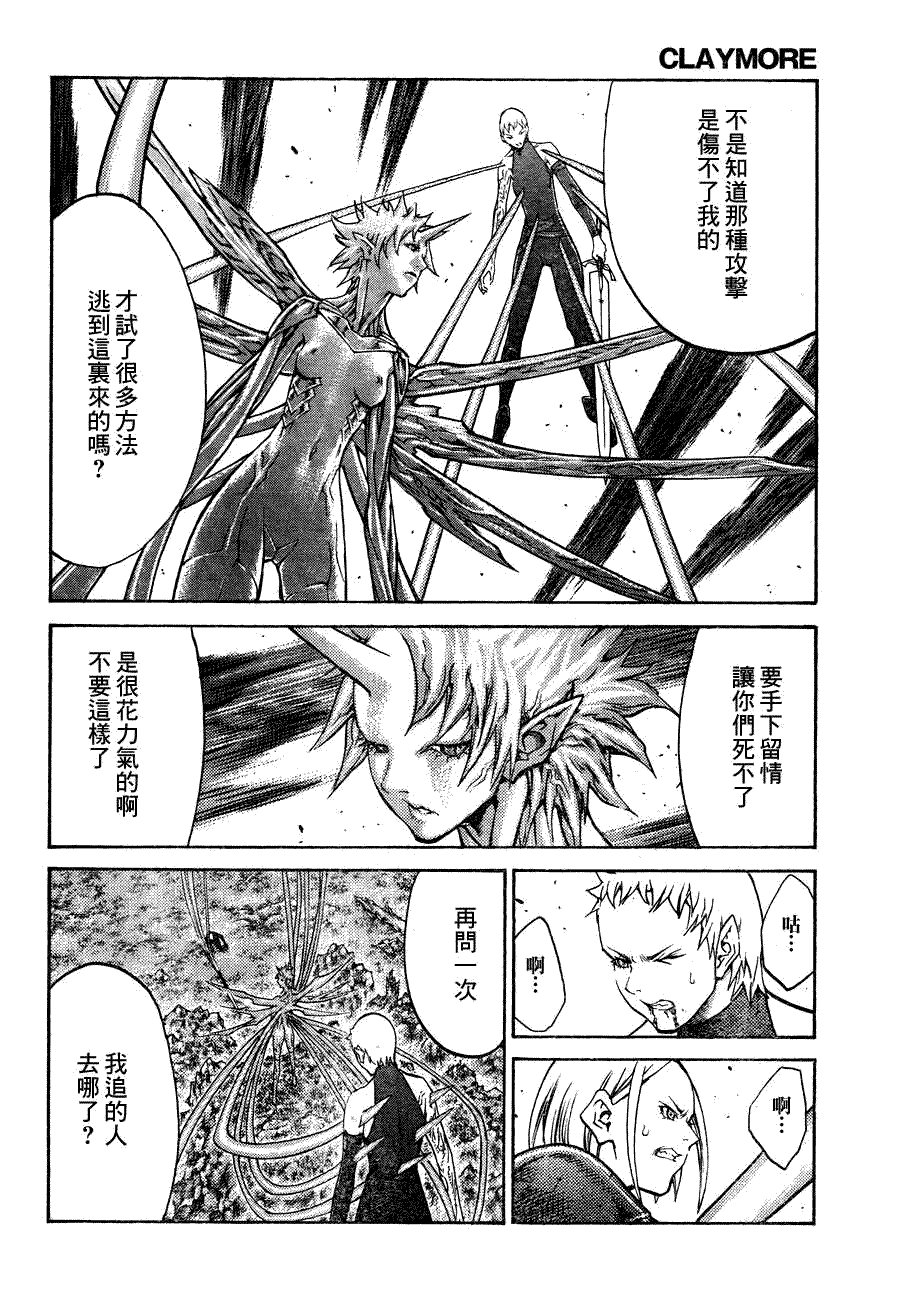 CLAYMORE
不是知道那種攻擊
是傷不了我的
才試了很多方法
逃到這裏來的嗎?
要手下留情
讓你們死不了
是很花力氣的啊
不要這樣了
咕…
啊…
啊…
再問一次
我追的人
去哪了?